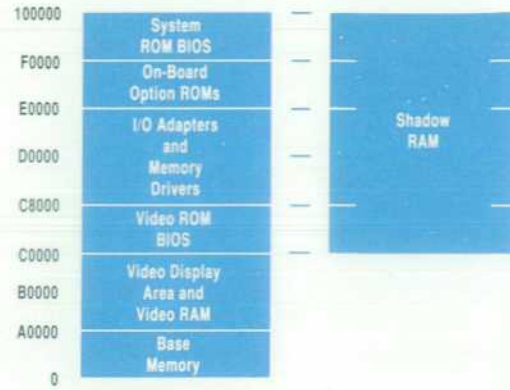 100000
System
ROM BIOS
F0000
On-Board
Option ROMs
E0000
I/O Adapters
and
Memory
Drivers
D0000
C8000
Video ROM
BIOS
C0000
Video Display
Area and
Video RAM
B0000
A0000
Base
Memory
0
Shadow
RAM